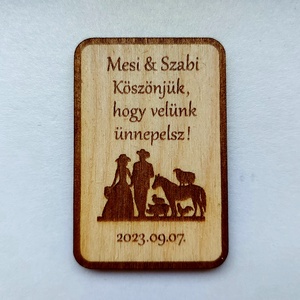 Mesi & Szabi
Köszönjük,
hogy velünk
ünnepelsz!
2023.09.07.